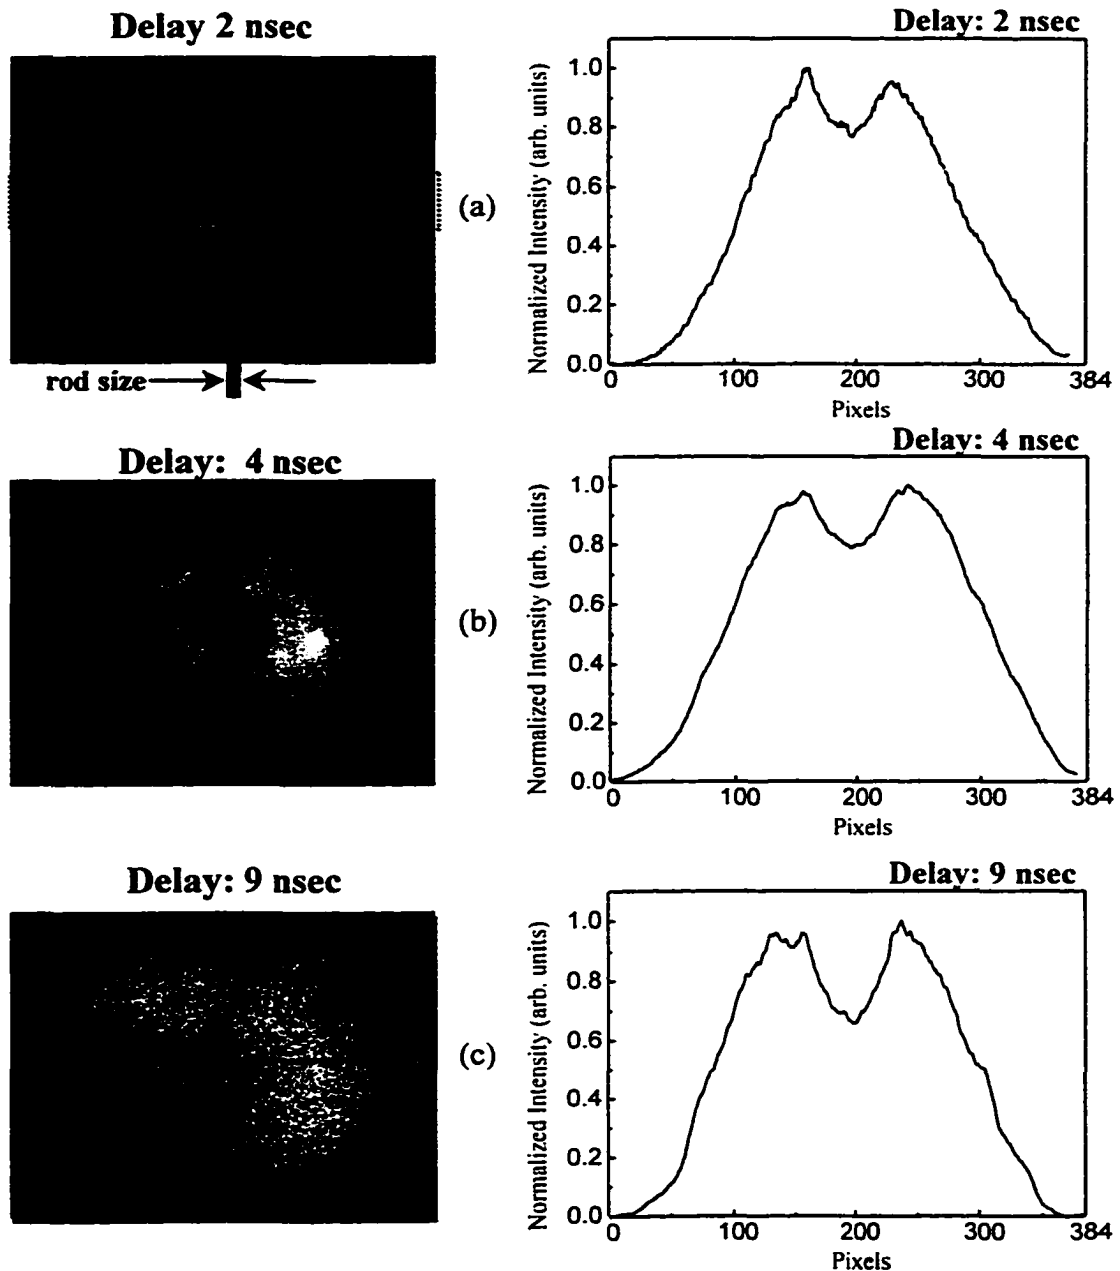 Delay 2 nsec
Delay: 2 nsec
Normalized Intensity (arb. units)
1.0
0.8
0.6
0.4
0.2
0.0
0 100 200 300 384
Pixels
(a)
rod size
Delay: 4 nsec
Delay: 4 nsec
Normalized Intensity (arb. units)
1.0
0.8
0.6
0.4
0.2
0.0
0 100 200 300 384
Pixels
(b)
Delay: 9 nsec
Delay: 9 nsec
Normalized Intensity (arb. units)
1.0
0.8
0.6
0.4
0.2
0.0
0 100 200 300 384
Pixels
(c)